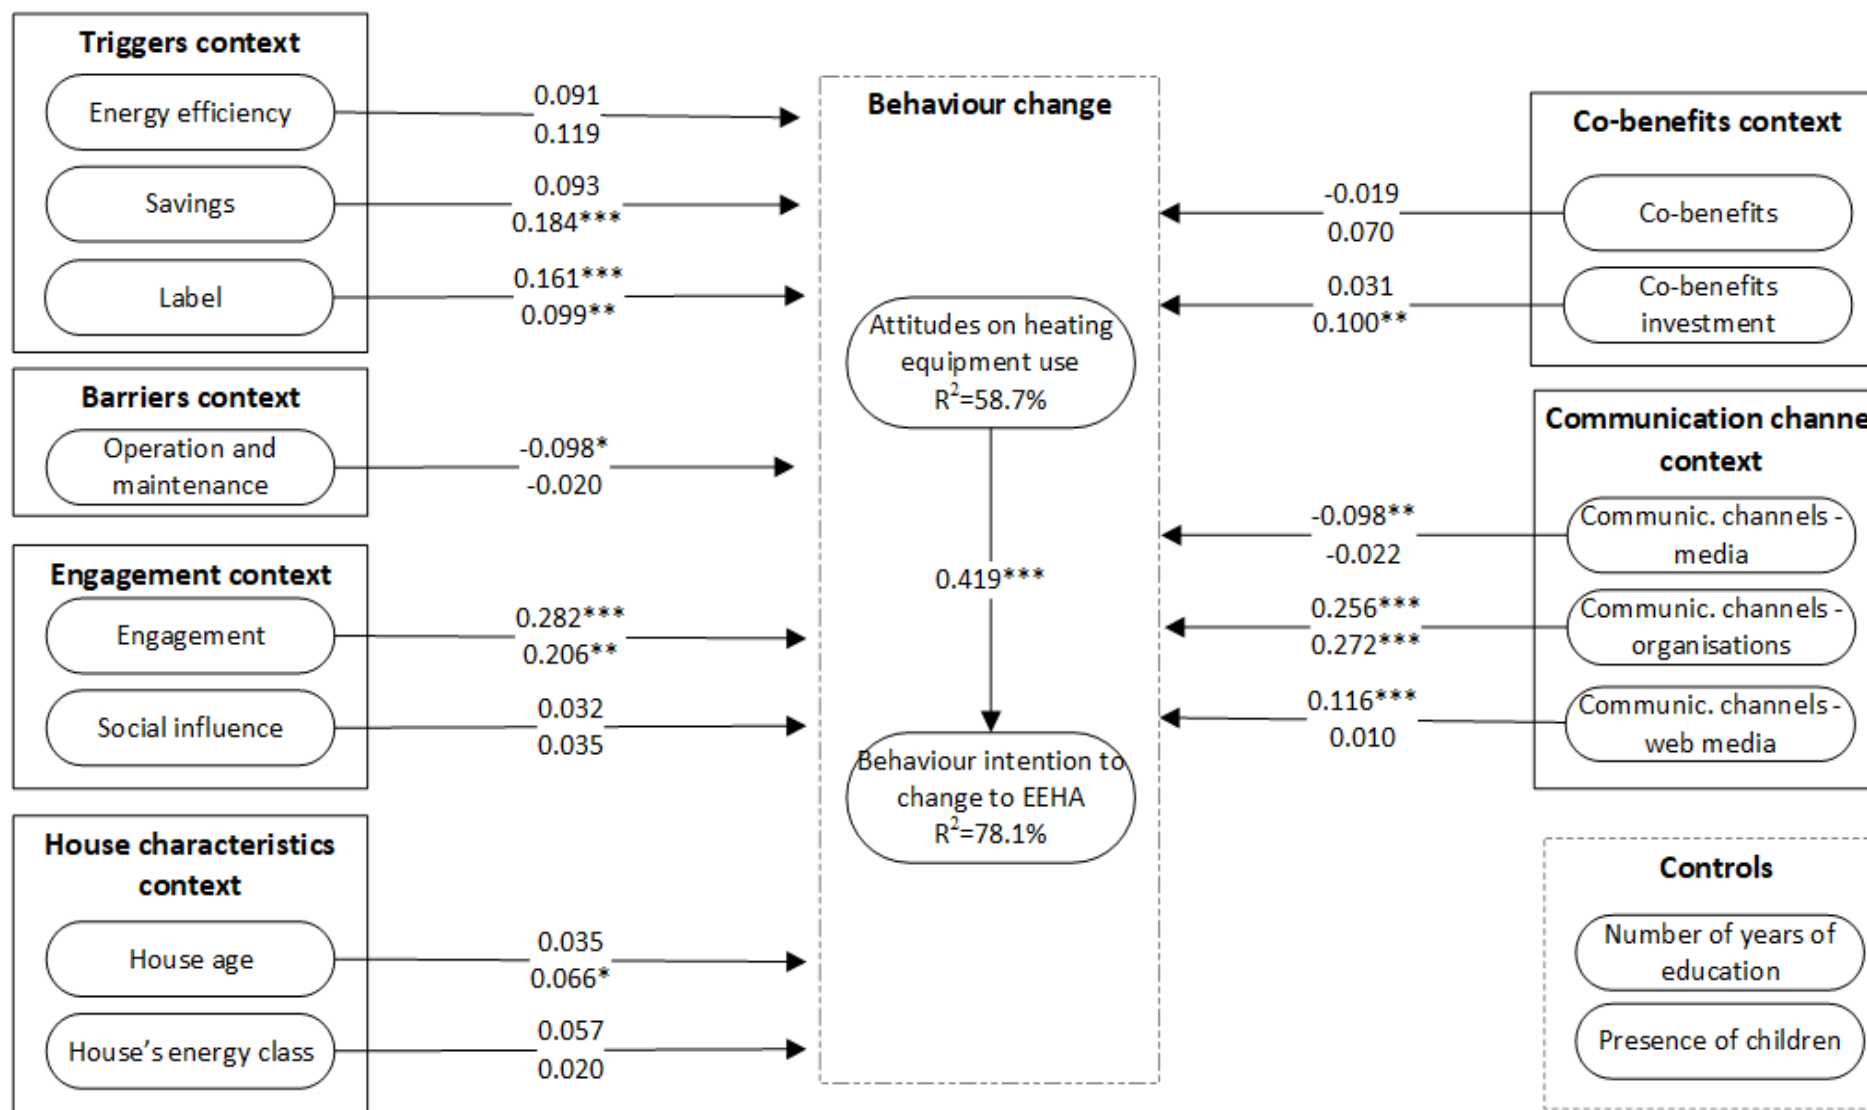 Triggers context
Energy efficiency
0.091
0.119
Savings
0.093
0.184***
Label
0.161***
0.099**
Barriers context
Operation and
maintenance
-0.098*
-0.020
Engagement context
Engagement
0.282***
0.206**
Social influence
0.032
0.035
House characteristics
context
House age
0.035
0.066*
House's energy class
0.057
0.020
Behaviour change
Attitudes on heating
equipment use
R²=58.7%
0.419***
Behaviour intention to
change to EEHA
R²=78.1%
Co-benefits context
-0.019
0.070
Co-benefits
0.031
0.100**
Co-benefits
investment
Communication channe
context
-0.098**
-0.022
Communic. channels -
media
0.256***
0.272***
Communic. channels -
organisations
0.116***
0.010
Communic. channels -
web media
Controls
Number of years of
education
Presence of children